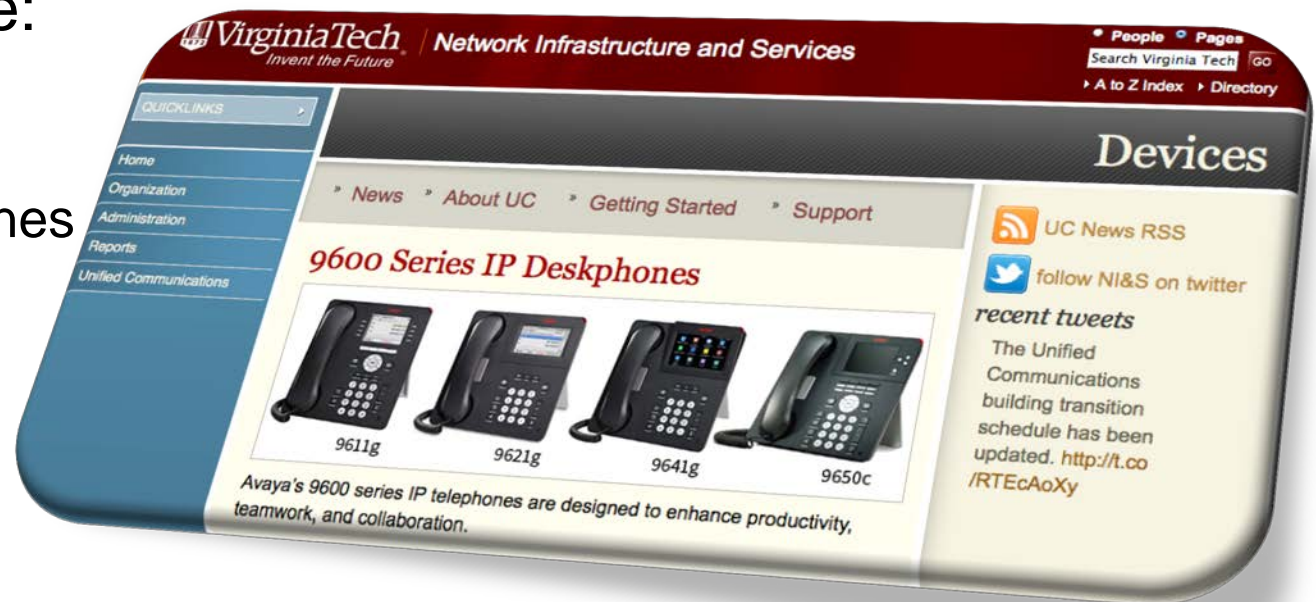 e:
nes
1872
VirginiaTech
Invent the Future
Network Infrastructure and Services
People Pages
Search Virginia Tech GO
A to Z Index Directory
QUICKLINKS
Home
Organization
Administration
Reports
Unified Communications
Devices
» News » About UC » Getting Started » Support
9600 Series IP Deskphones
9611g 9621g 9641g 9650c
Avaya's 9600 series IP telephones are designed to enhance productivity,
teamwork, and collaboration.
UC News RSS
follow NI&S on twitter
recent tweets
The Unified
Communications
building transition
schedule has been
updated. http://t.co
/RTEcAoXy